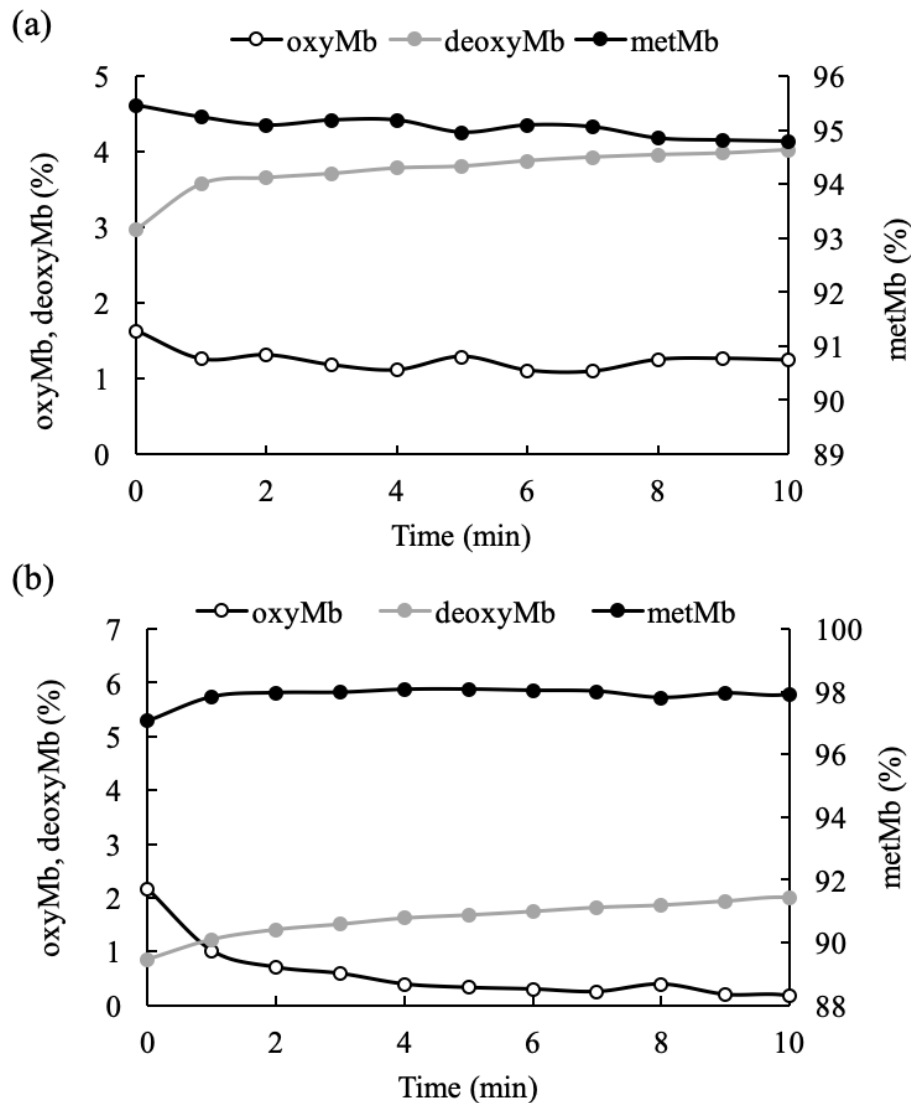 (a)
oxyMb deoxyMb metMb
5 96
95
4
94
3 93
92
2
91
1 90
0 89
0 2 4 6 8 10
oxyMb, deoxyMb (%)
metMb (%)
Time (min)
(b)
oxyMb deoxyMb metMb
7 100
6 98
5 96
4
94
3
92
2
1 90
0 88
0 2 4 6 8 10
oxyMb, deoxyMb (%)
metMb (%)
Time (min)